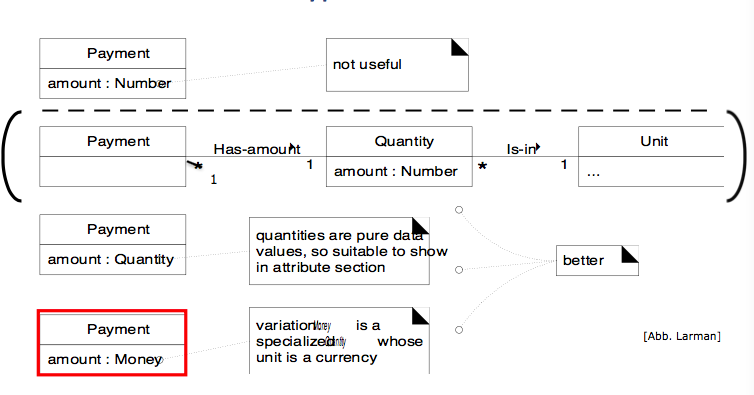 Payment
amount : Number
not useful
Payment
* 1
Has-amount
1
Quantity
amount : Number
*
Is-in
1
Unit
...
Payment
amount : Quantity
quantities are pure data
values, so suitable to show
in attribute section
better
Payment
amount : Money
variation: Money is a
specialized Quantity whose
unit is a currency
[Abb. Larman]